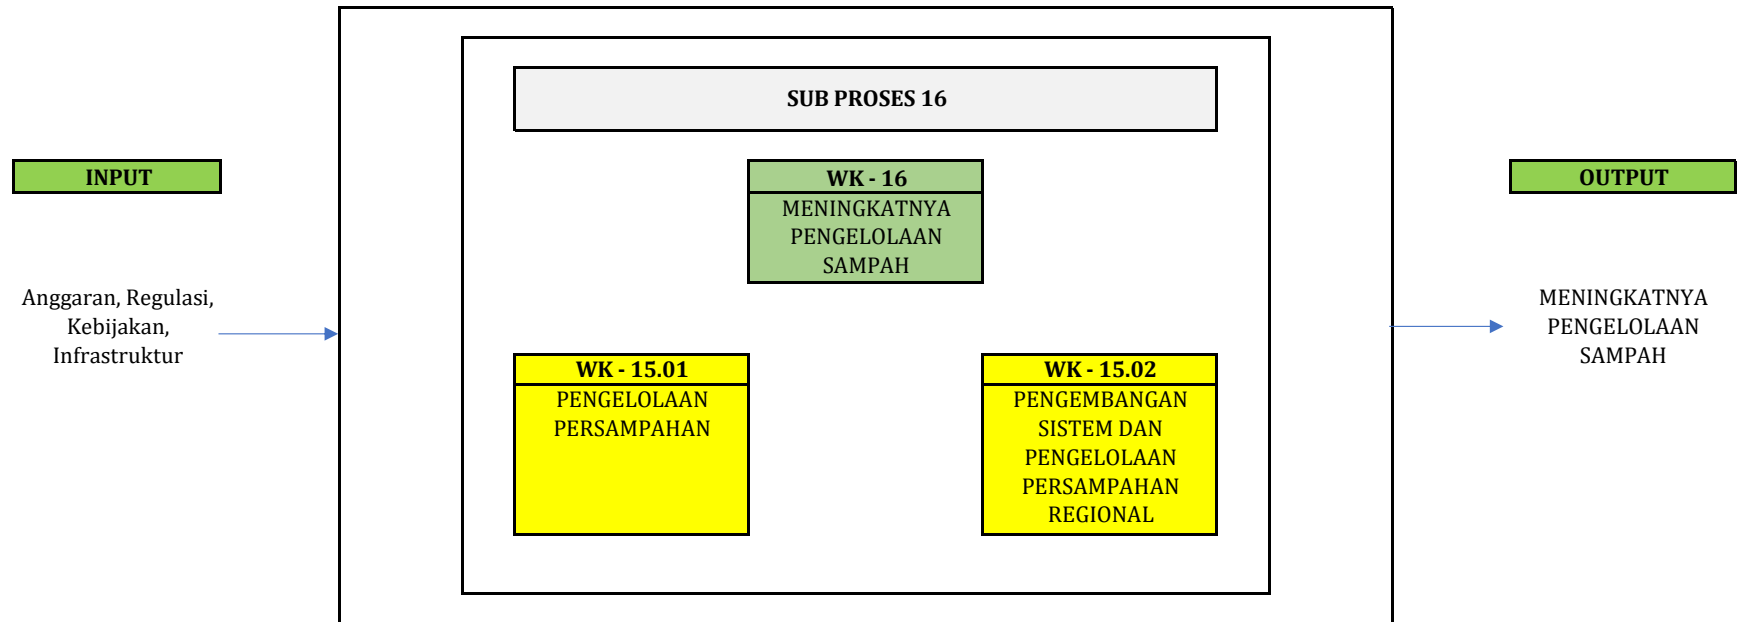 SUB PROSES 16
INPUT
WK - 16
OUTPUT
MENINGKATNYA
PENGELOLAAN
SAMPAH
Anggaran, Regulasi,
Kebijakan,
Infrastruktur
MENINGKATNYA
PENGELOLAAN
SAMPAH
WK - 15.01
PENGELOLAAN
PERSAMPAHAN
WK - 15.02
PENGEMBANGAN
SISTEM DAN
PENGELOLAAN
PERSAMPAHAN
REGIONAL